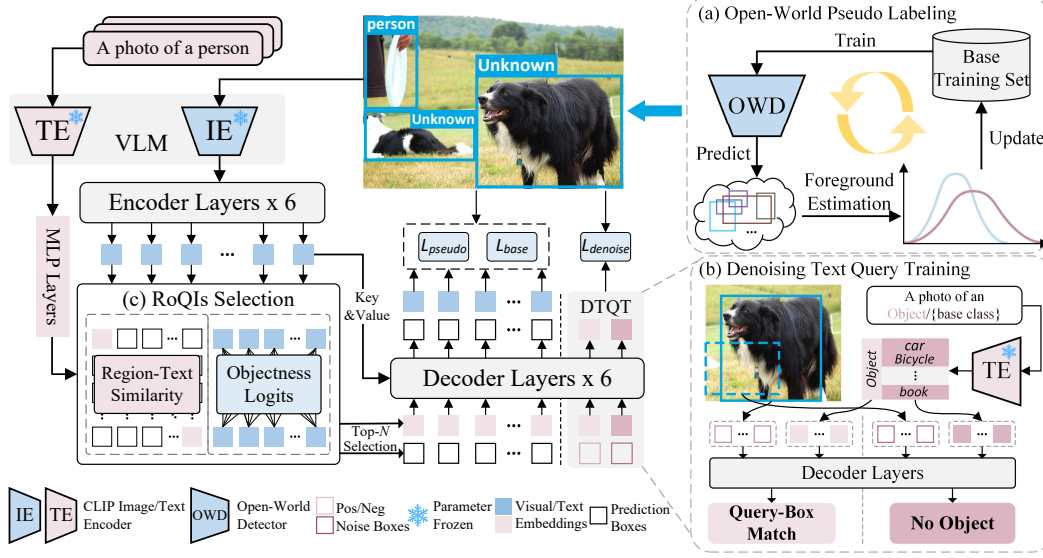 A photo of a person
TE
IE
VLM
Encoder Layers x 6
MLP Layers
(c) RoQIs Selection
Region-Text
Similarity
Objectness
Logits
Top-N
Selection
Key
&Value
person
Unknown
Unknown
L_pseudo
L_base
L_denoise
DTQT
Decoder Layers x 6
(a) Open-World Pseudo Labeling
Train
OWD
Base
Training Set
Predict
Update
Foreground
Estimation
...
(b) Denoising Text Query Training
A photo of an
Object/{base class}
Object
car
Bicycle
⋮
book
TE
Decoder Layers
Query-Box
Match
No Object
IE
TE
CLIP Image/Text
Encoder
OWD
Open-World
Detector
Pos/Neg
Noise Boxes
Parameter
Frozen
Visual/Text
Embeddings
Prediction
Boxes